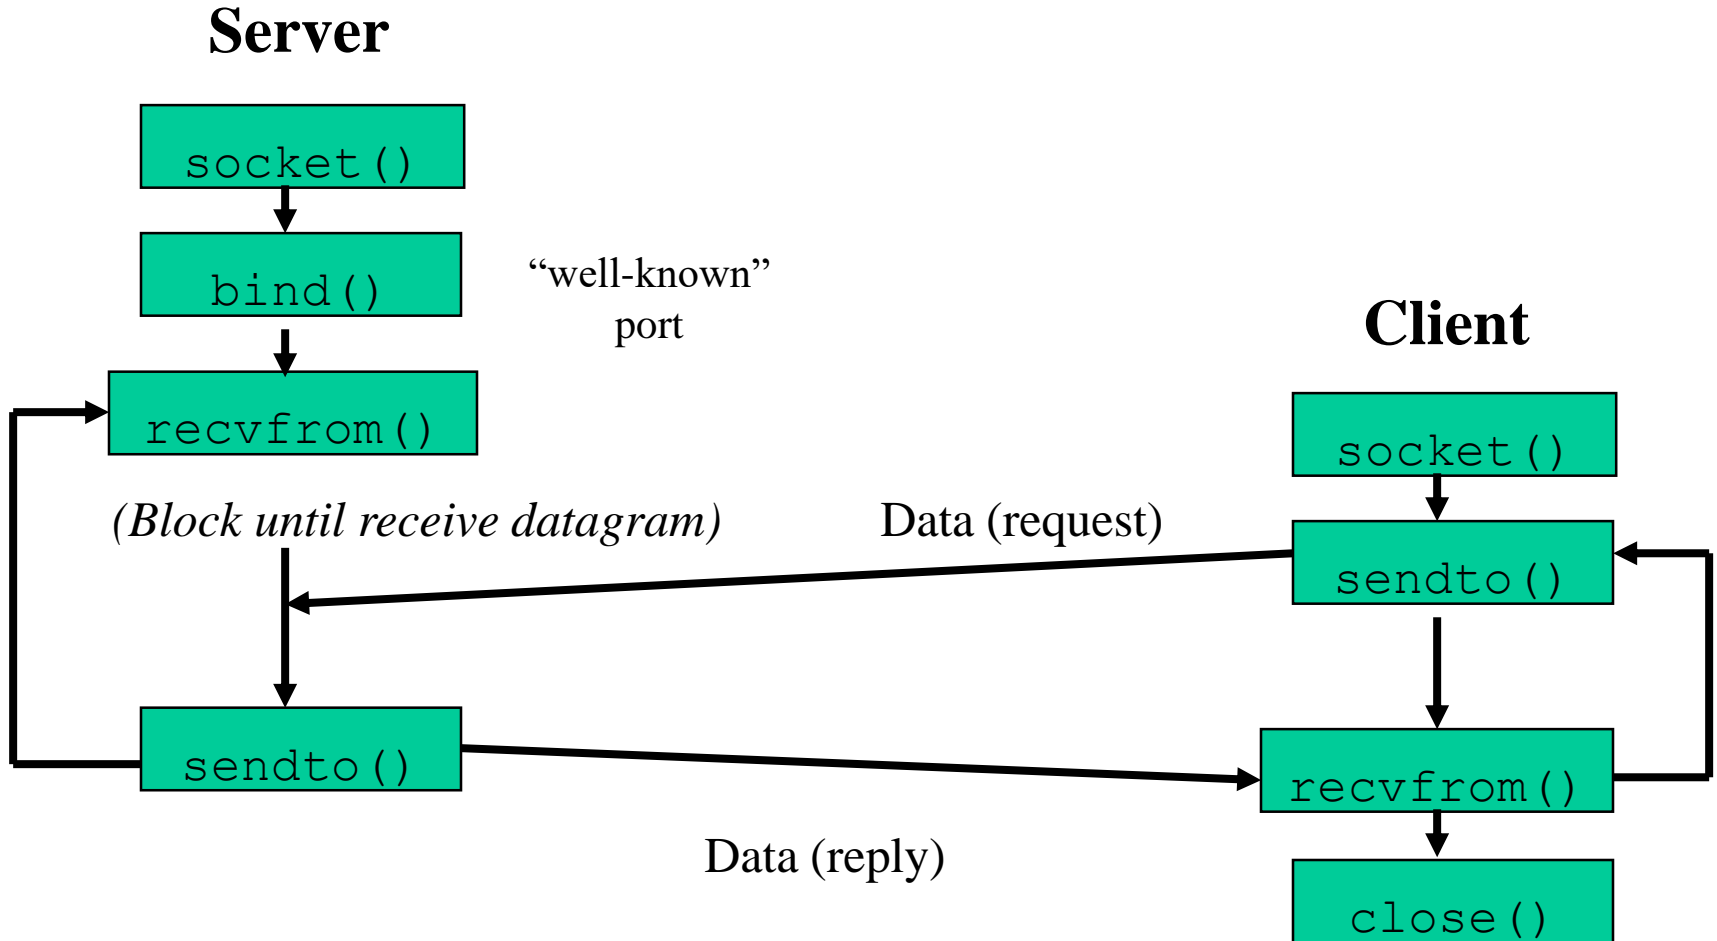 Server
socket()
bind()
“well-known”
port
recvfrom()
(Block until receive datagram)
sendto()
Client
socket()
Data (request)
sendto()
recvfrom()
Data (reply)
close()